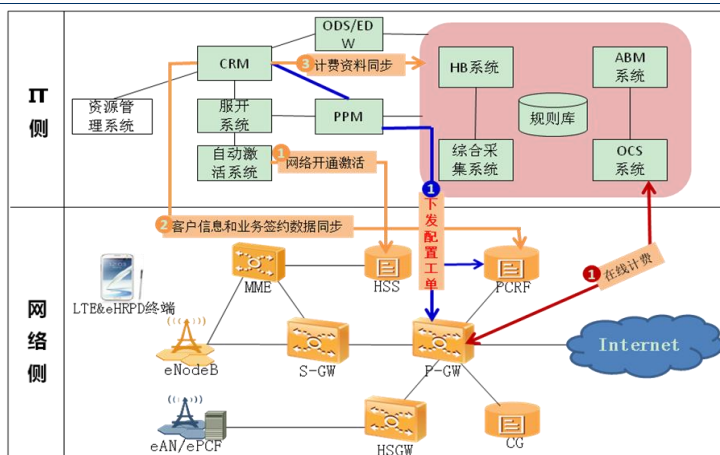 IT
侧
ODS/ED
W
CRM
3
计费资料同步
HB系统
ABM
系统
资源管
理系统
服开
系统
PPM
规则库
自动激
活系统
1
网络开通激活
综合采
集系统
OCS
系统
1
下发配置工单
2
客户信息和业务签约数据同步
1
在线计费
网络侧
LTE&eHRPD终端
MME
HSS
PCRF
eNodeB
S-GW
P-GW
Internet
eAN/ePCF
HSGW
CG